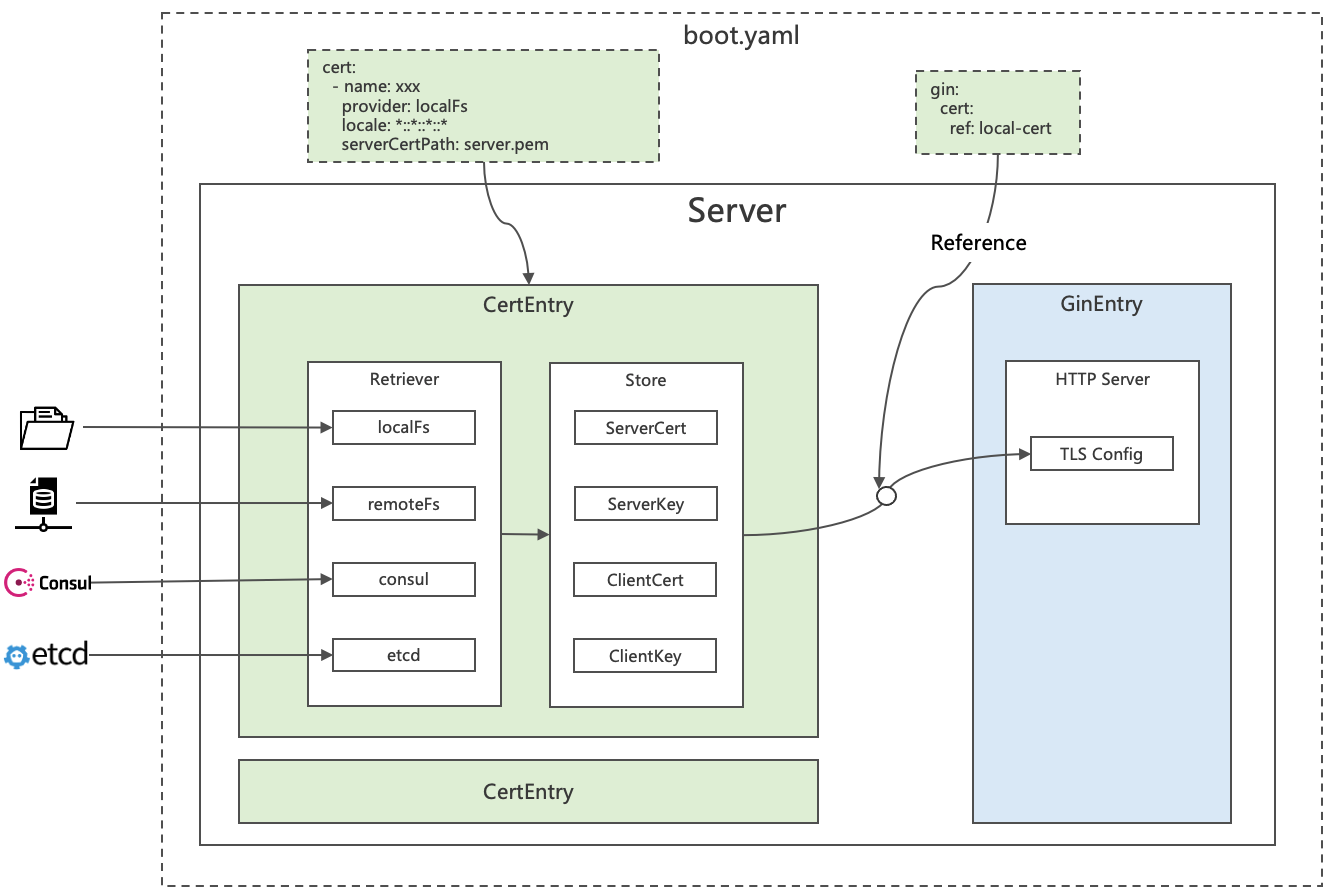 boot.yaml
cert:
- name: xxx
provider: localFs
locale: *::*::*::*
serverCertPath: server.pem
gin:
cert:
ref: local-cert
Server
Reference
CertEntry
GinEntry
Retriever
Store
HTTP Server
localFs
ServerCert
TLS Config
remoteFs
ServerKey
Consul
consul
ClientCert
etcd
etcd
ClientKey
CertEntry